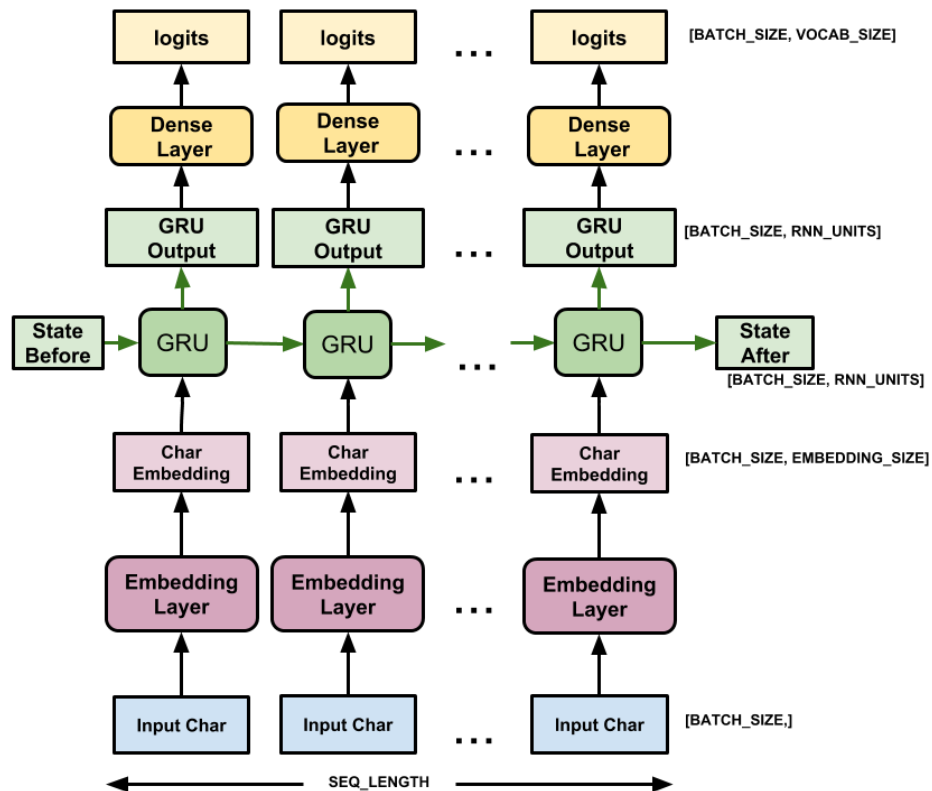 logits
logits
...
logits
[BATCH_SIZE, VOCAB_SIZE]
Dense
Layer
Dense
Layer
...
Dense
Layer
GRU
Output
GRU
Output
...
GRU
Output
[BATCH_SIZE, RNN_UNITS]
State
Before
GRU
GRU
...
GRU
State
After
[BATCH_SIZE, RNN_UNITS]
Char
Embedding
Char
Embedding
...
Char
Embedding
[BATCH_SIZE, EMBEDDING_SIZE]
Embedding
Layer
Embedding
Layer
...
Embedding
Layer
Input Char
Input Char
...
Input Char
[BATCH_SIZE,]
SEQ_LENGTH